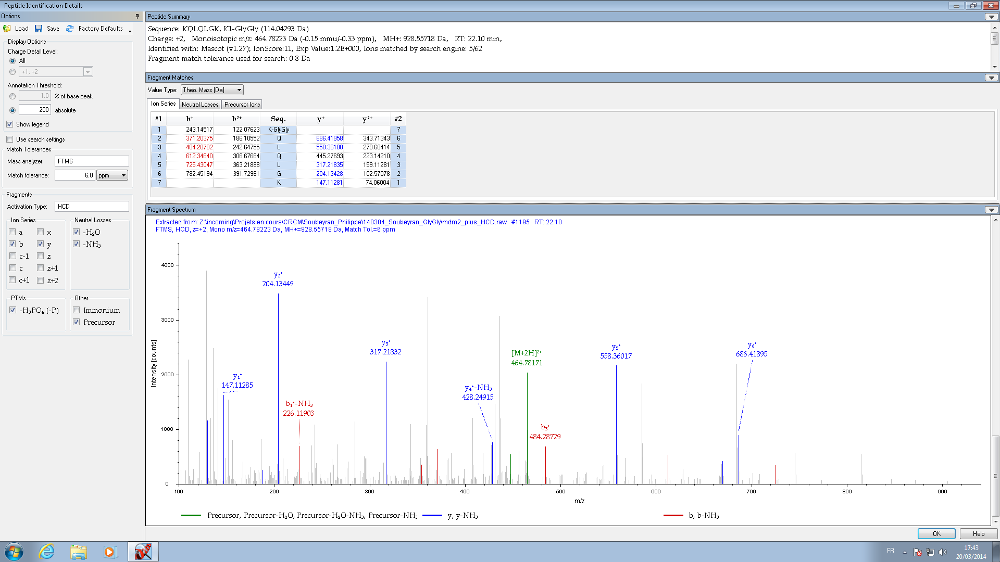 Peptide Identification Details
Options
Load Save Factory Defaults
Display Options
Charge Detail Level:
All
+1; +2
Annotation Threshold:
1.0 % of base peak
200 absolute
Show legend
Use search settings
Match Tolerances
Mass analyzer: FTMS
Match tolerance: 6.0 ppm
Fragments
Activation Type: HCD
Ion Series
a x
b y
c-1 z
c z+1
c+1 z+2
Neutral Losses
-H₂O
-NH₃
PTMs
-H₃PO₄ (-P)
Other
Immonium
Precursor
Peptide Summary
Sequence: KQLQLGK, K1-GlyGly (114.04293 Da)
Charge: +2, Monoisotopic m/z: 464.78223 Da (-0.15 mmu/-0.33 ppm), MH+: 928.55718 Da, RT: 22.10 min,
Identified with: Mascot (v1.27); IonScore:11, Exp Value:1.2E+000, Ions matched by search engine: 5/62
Fragment match tolerance used for search: 0.8 Da
Fragment Matches
Value Type: Theo. Mass [Da]
Ion Series Neutral Losses Precursor Ions
#1 b⁺ b²⁺ Seq. y⁺ y²⁺ #2
1 243.14517 122.07623 K-GlyGly 7
2 371.20375 186.10552 Q 686.41958 343.71343 6
3 484.28782 242.64755 L 558.36100 279.68414 5
4 612.34640 306.67684 Q 445.27693 223.14210 4
5 725.43047 363.21888 L 317.21835 159.11281 3
6 782.45194 391.72961 G 204.13428 102.57078 2
7 K 147.11281 74.06004 1
Fragment Spectrum
Extracted from: Z:\incoming\Projets en cours\CRCM\Soubeyran_Philippe\140304_Soubeyran_GlyGly\mdm2_plus_HCD.raw #1195 RT: 22.10
FTMS, HCD, z=+2, Mono m/z=464.78223 Da, MH+=928.55718 Da, Match Tol.=6 ppm
Intensity [counts]
4000
3000
2000
1000
0
y₁⁺
147.11285
y₂⁺
204.13449
b₁⁺-NH₃
226.11903
y₃⁺
317.21832
y₄⁺-NH₃
428.24915
[M+2H]²⁺
464.78171
b₃⁺
484.28729
y₅⁺
558.36017
y₆⁺
686.41895
100 200 300 400 500 600 700 800 900
m/z
Precursor, Precursor-H₂O, Precursor-H₂O-NH₃, Precursor-NH₃ y, y-NH₃ b, b-NH₃
OK Help
FR
17:43
20/03/2014